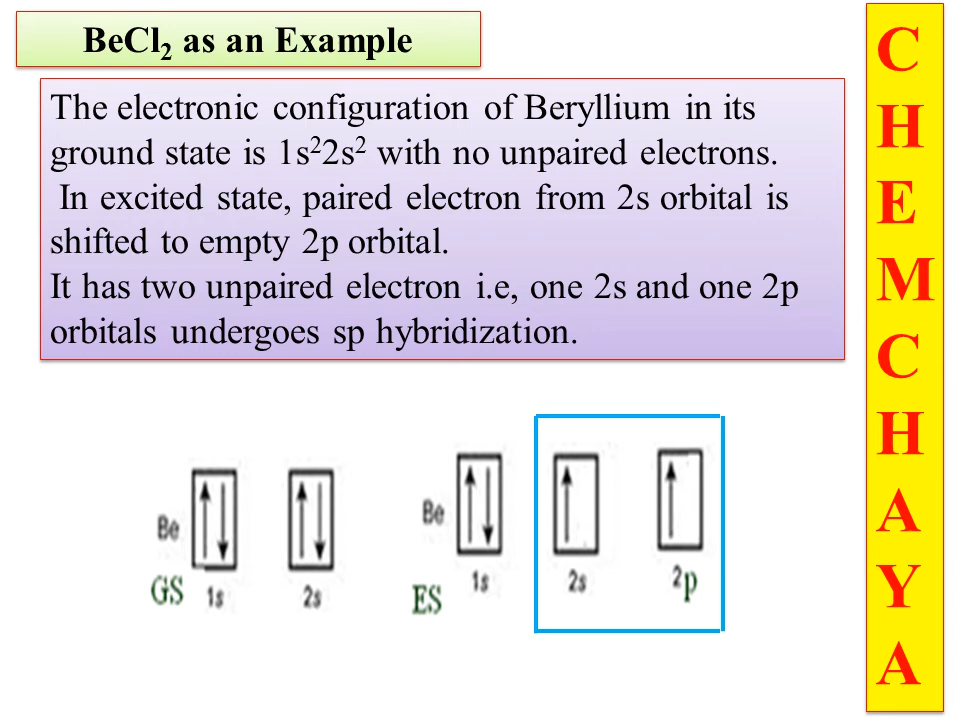 BeCl₂ as an Example
The electronic configuration of Beryllium in its
ground state is 1s²2s² with no unpaired electrons.
In excited state, paired electron from 2s orbital is
shifted to empty 2p orbital.
It has two unpaired electron i.e, one 2s and one 2p
orbitals undergoes sp hybridization.
Be
GS 1s 2s
Be
ES 1s 2s 2p
C
H
E
M
C
H
A
Y
A